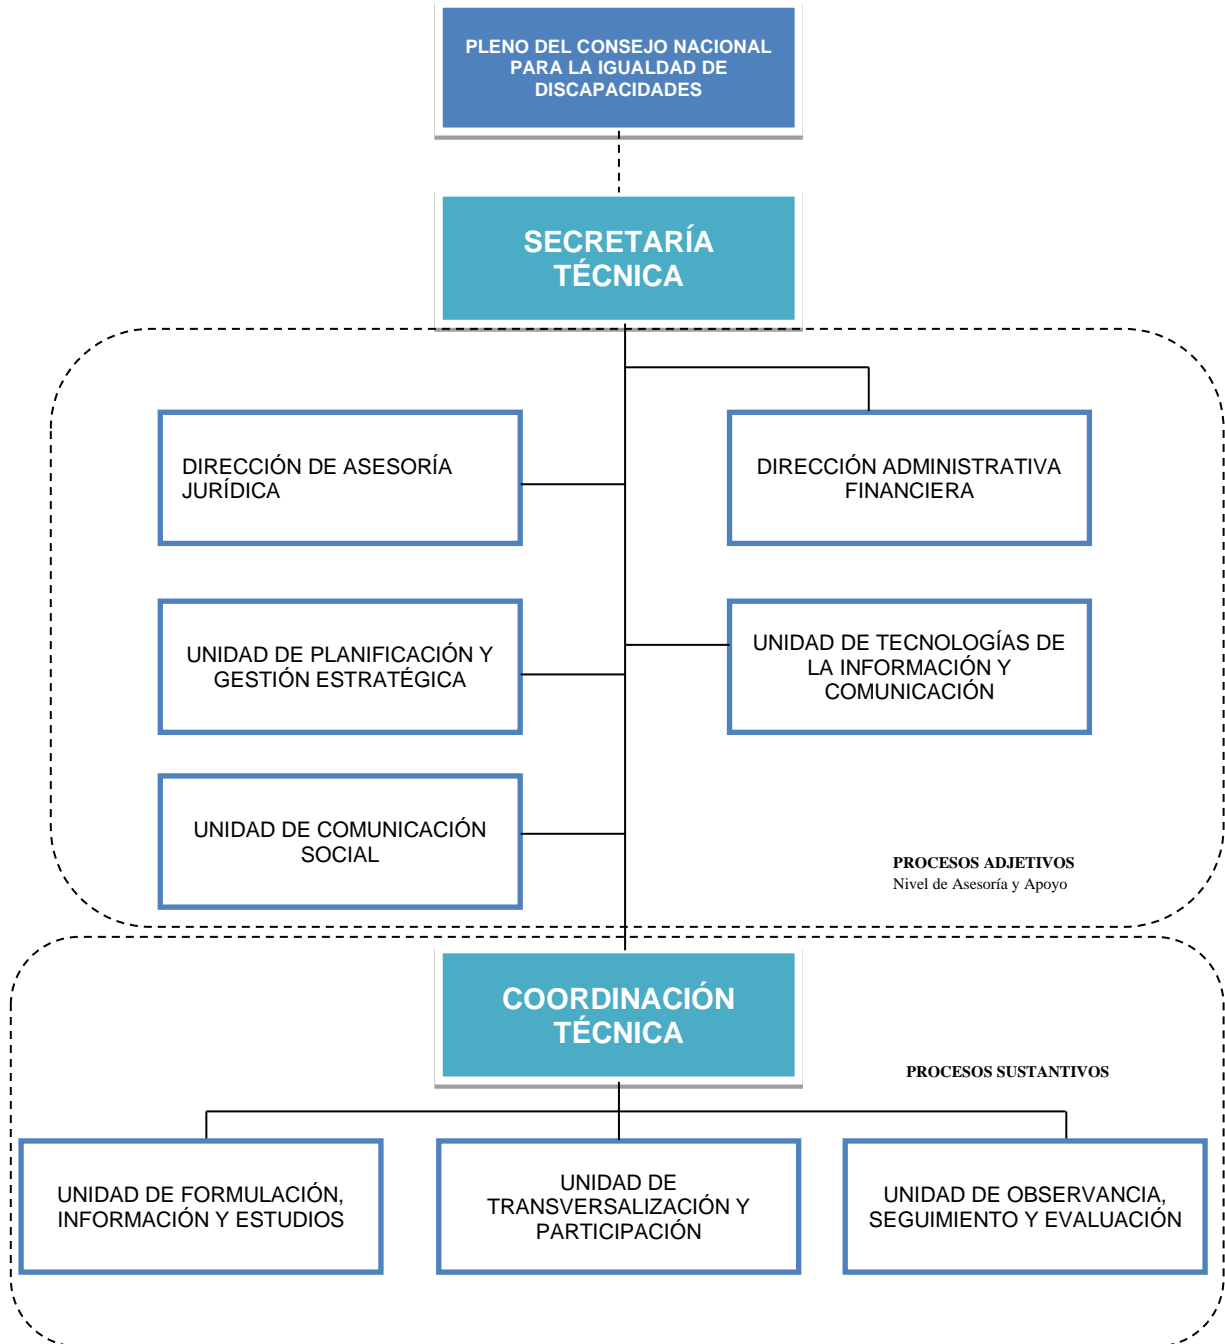 PLENO DEL CONSEJO NACIONAL
PARA LA IGUALDAD DE
DISCAPACIDADES
SECRETARÍA
TÉCNICA
DIRECCIÓN DE ASESORÍA
JURÍDICA
DIRECCIÓN ADMINISTRATIVA
FINANCIERA
UNIDAD DE PLANIFICACIÓN Y
GESTIÓN ESTRATÉGICA
UNIDAD DE TECNOLOGÍAS DE
LA INFORMACIÓN Y
COMUNICACIÓN
UNIDAD DE COMUNICACIÓN
SOCIAL
PROCESOS ADJETIVOS
Nivel de Asesoría y Apoyo
COORDINACIÓN
TÉCNICA
PROCESOS SUSTANTIVOS
UNIDAD DE FORMULACIÓN,
INFORMACIÓN Y ESTUDIOS
UNIDAD DE
TRANSVERSALIZACIÓN Y
PARTICIPACIÓN
UNIDAD DE OBSERVANCIA,
SEGUIMIENTO Y EVALUACIÓN